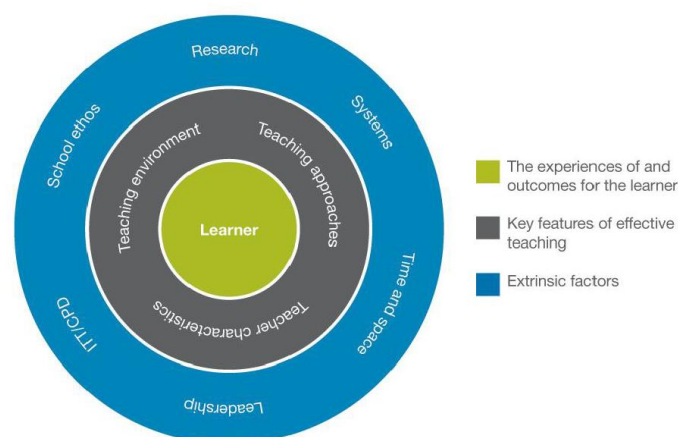 Research
Systems
Time and space
Leadership
ITT/CPD
School ethos
Teaching environment
Teaching approaches
Teacher characteristics
Learner
The experiences of and
outcomes for the learner
Key features of effective
teaching
Extrinsic factors